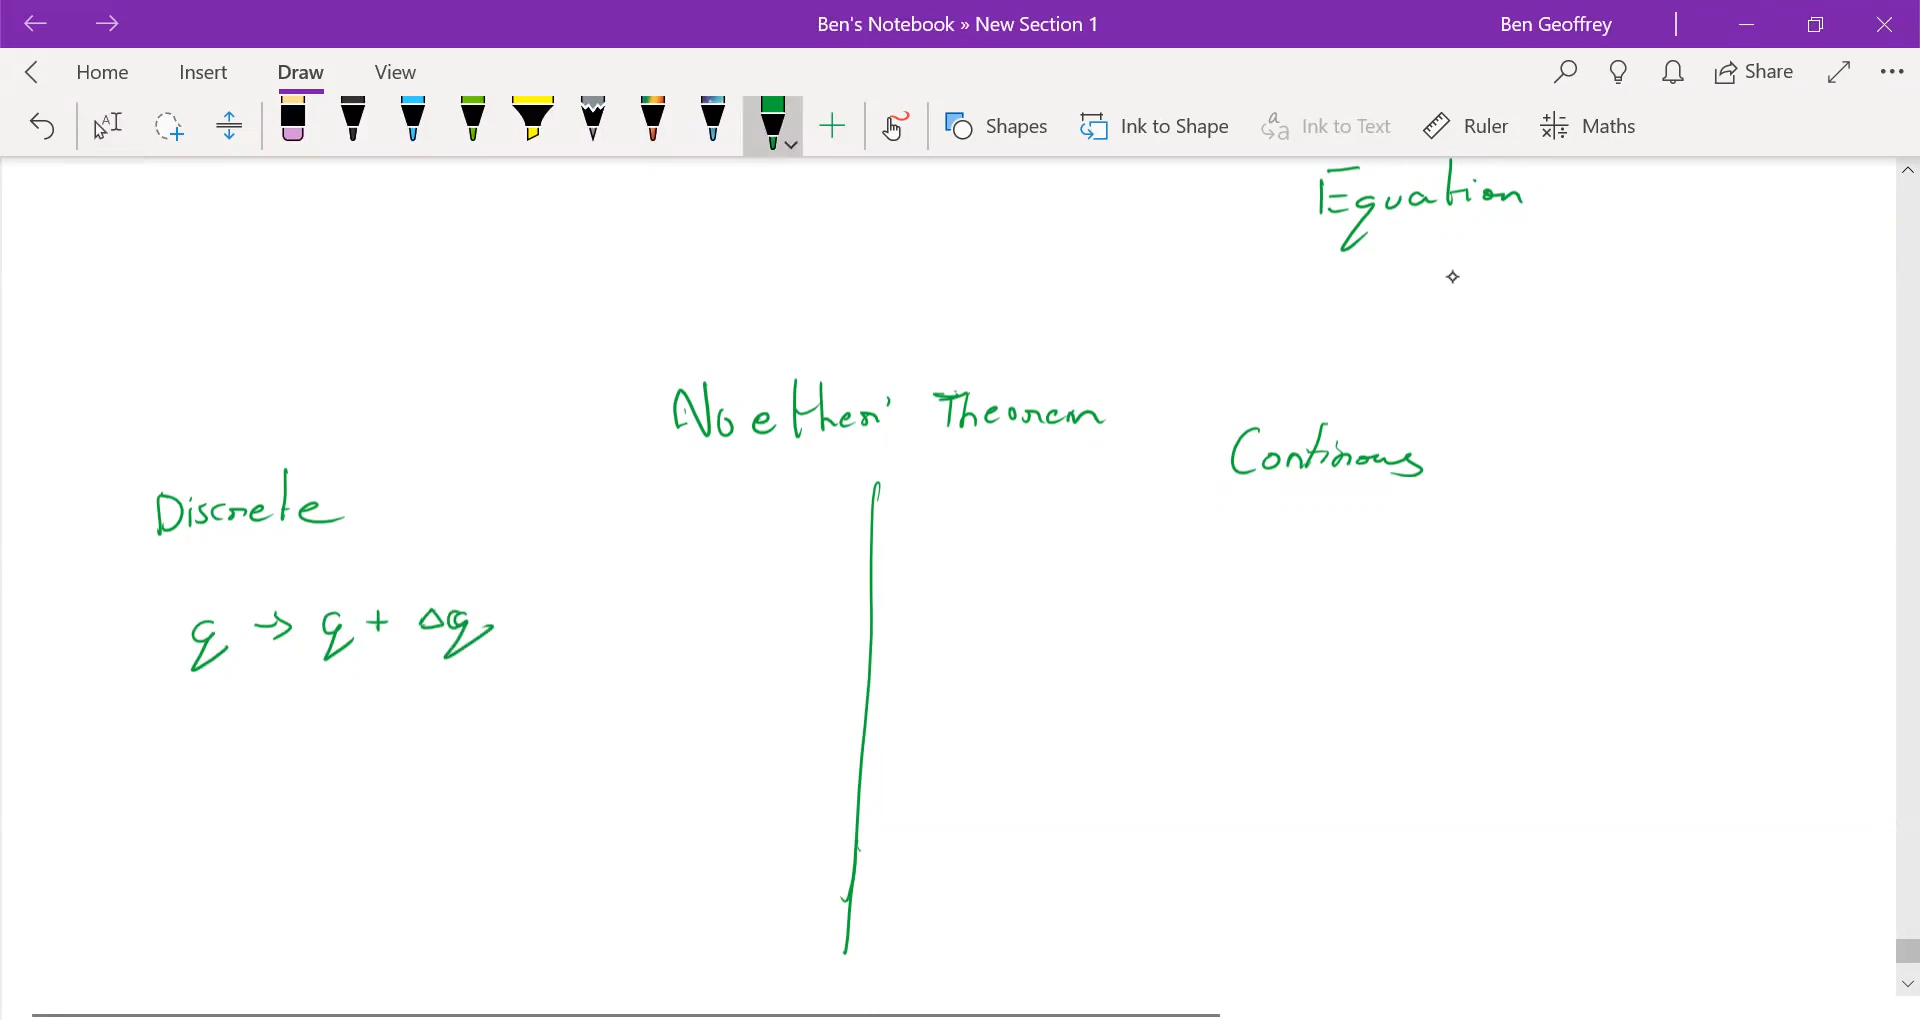 Ben's Notebook » New Section 1
Ben Geoffrey
Home Insert Draw View
Share
Shapes Ink to Shape Ink to Text Ruler Maths
Equation
Noether' Theorem
Continous
Discrete
q → q + Δq